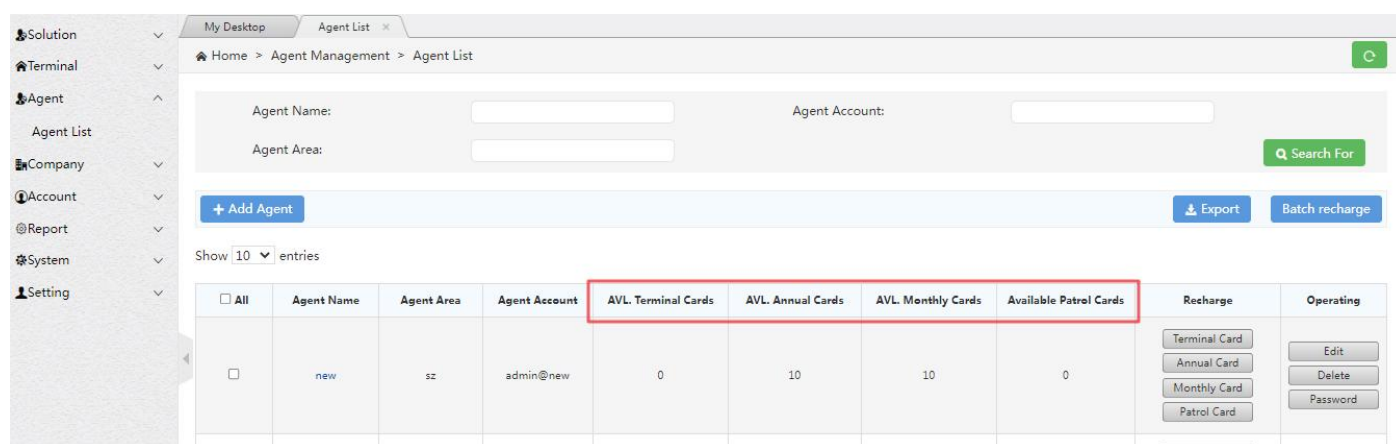 Solution
Terminal
Agent
Agent List
Company
Account
Report
System
Setting
My Desktop Agent List ×
Home > Agent Management > Agent List
Agent Name: Agent Account:
Agent Area: Search For
+ Add Agent Export Batch recharge
Show 10 entries
All Agent Name Agent Area Agent Account AVL. Terminal Cards AVL. Annual Cards AVL. Monthly Cards Available Patrol Cards Recharge Operating
new sz admin@new 0 10 10 0
Terminal Card
Annual Card
Monthly Card
Patrol Card
Edit
Delete
Password